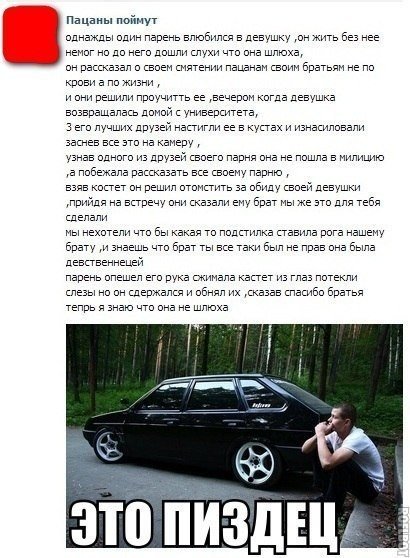 Пацаны поймут
однажды один парень влюбился в девушку ,он жить без нее
немог но до него дошли слухи что она шлюха,
он рассказал о своем смятении пацанам своим братьям не по
крови а по жизни ,
и они решили проучитть ее ,вечером когда девушка
возвращалась домой с университета,
3 его лучших друзей настигли ее в кустах и изнасиловали
заснев все это на камеру ,
узнав одного из друзей своего парня она не пошла в милицию
,а побежала рассказать все своему парню ,
взяв костет он решил отомстить за обиду своей девушки
,прийдя на встречу они сказали ему брат мы же это для тебя
сделали
мы нехотели что бы какая то подстилка ставила рога нашему
брату ,и знаешь что брат ты все таки был не прав она была
девственнецей
парень опешел его рука сжимала кастет из глаз потекли
слезы но он сдержался и обнял их ,сказав спасибо братья
тепрь я знаю что она не шлюха
ЭТО ПИЗДЕЦ
ROFLBOT